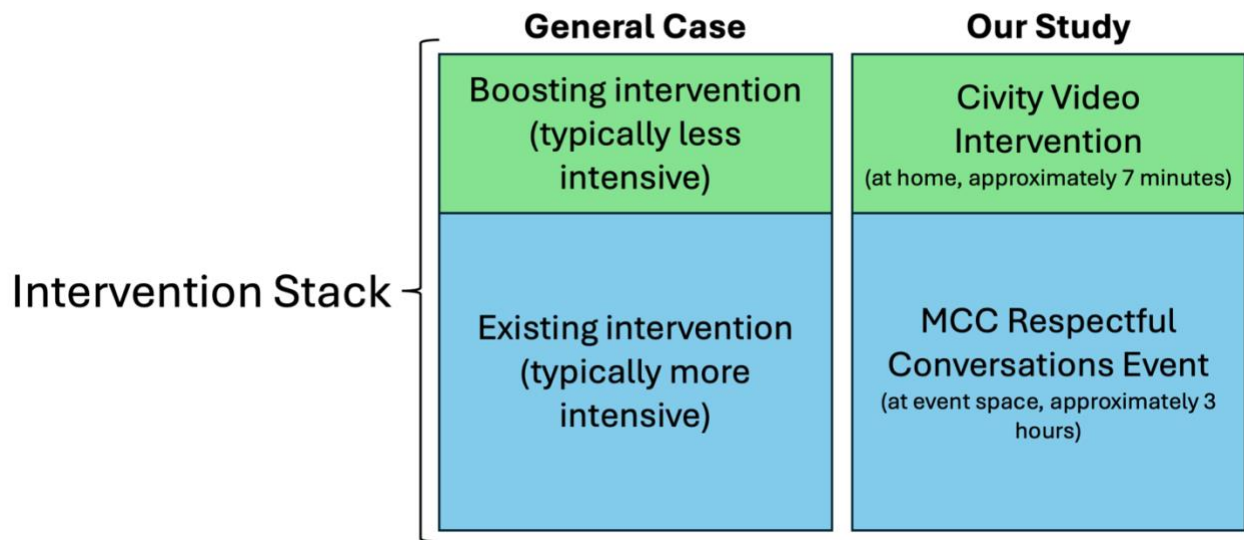 General Case
Our Study
Boosting intervention
(typically less
intensive)
Civity Video
Intervention
(at home, approximately 7 minutes)
Intervention Stack
Existing intervention
(typically more
intensive)
MCC Respectful
Conversations Event
(at event space, approximately 3
hours)